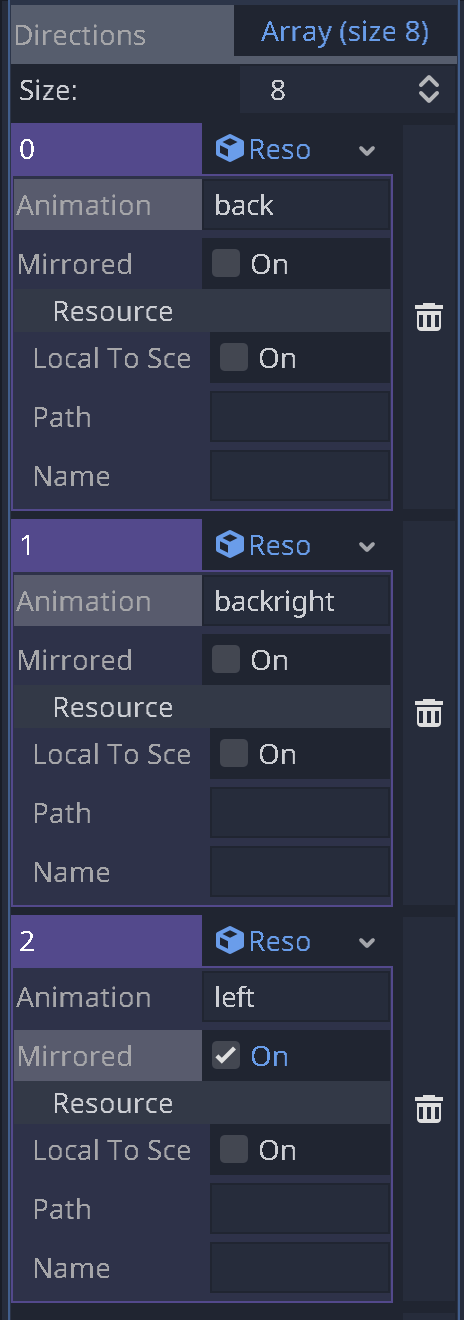 Directions Array (size 8)
Size: 8
0 Reso
Animation back
Mirrored On
Resource
Local To Sce On
Path
Name
1 Reso
Animation backright
Mirrored On
Resource
Local To Sce On
Path
Name
2 Reso
Animation left
Mirrored On
Resource
Local To Sce On
Path
Name